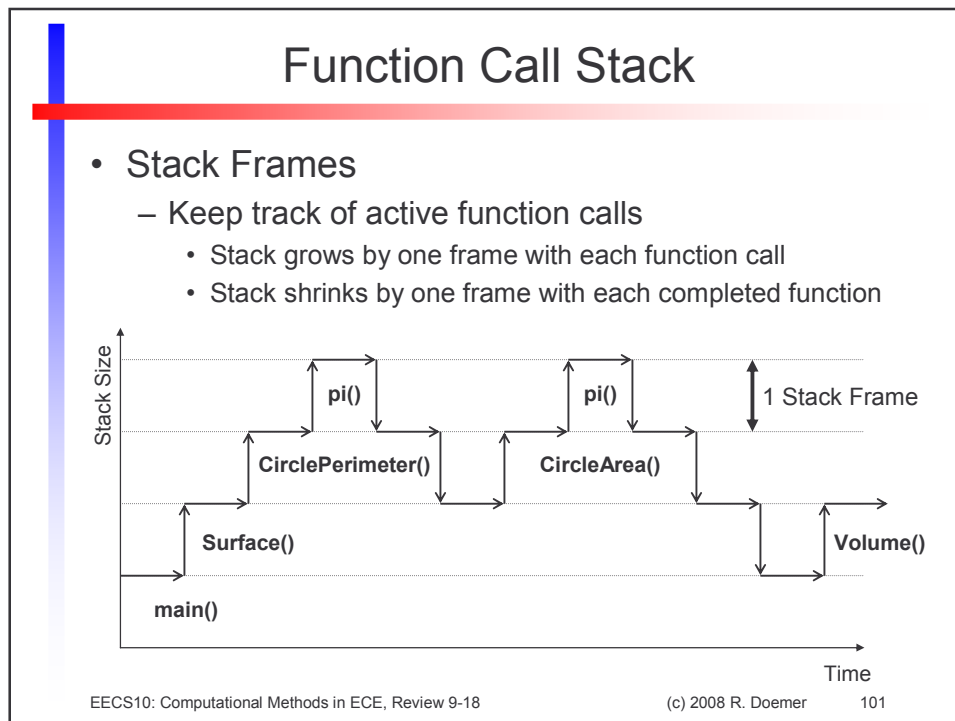 Function Call Stack
• Stack Frames
– Keep track of active function calls
• Stack grows by one frame with each function call
• Stack shrinks by one frame with each completed function
Stack Size
pi()
pi()
1 Stack Frame
CirclePerimeter()
CircleArea()
Surface()
Volume()
main()
Time
EECS10: Computational Methods in ECE, Review 9-18
(c) 2008 R. Doemer
101